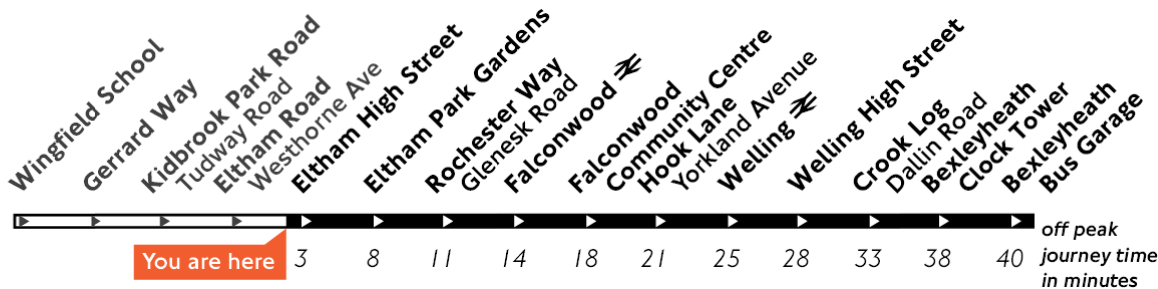 Wingfield School
Gerrard Way
Kidbrook Park Road
Tudway Road
Eltham Road
Westhorne Ave
Eltham High Street
Eltham Park Gardens
Rochester Way
Glenesk Road
Falconwood
Falconwood
Community Centre
Hook Lane
Yorkland Avenue
Welling
Welling High Street
Crook Log
Dallin Road
Bexleyheath
Clock Tower
Bexleyheath
Bus Garage
You are here
3 8 11 14 18 21 25 28 33 38 40
off peak
journey time
in minutes